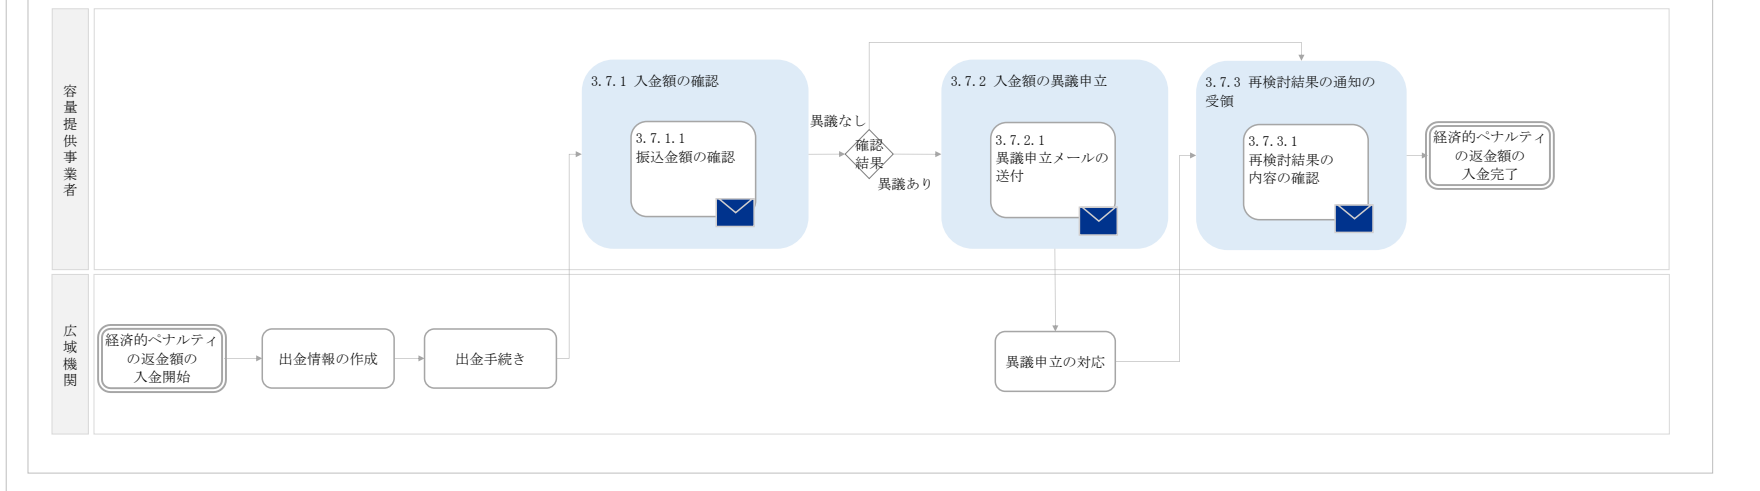 容量提供事業者
3.7.1 入金額の確認
3.7.1.1
振込金額の確認
異議なし
確認
結果
異議あり
3.7.2 入金額の異議申立
3.7.2.1
異議申立メールの
送付
3.7.3 再検討結果の通知の
受領
3.7.3.1
再検討結果の
内容の確認
経済的ペナルティ
の返金額の
入金完了
広域機関
経済的ペナルティ
の返金額の
入金開始
出金情報の作成
出金手続き
異議申立の対応